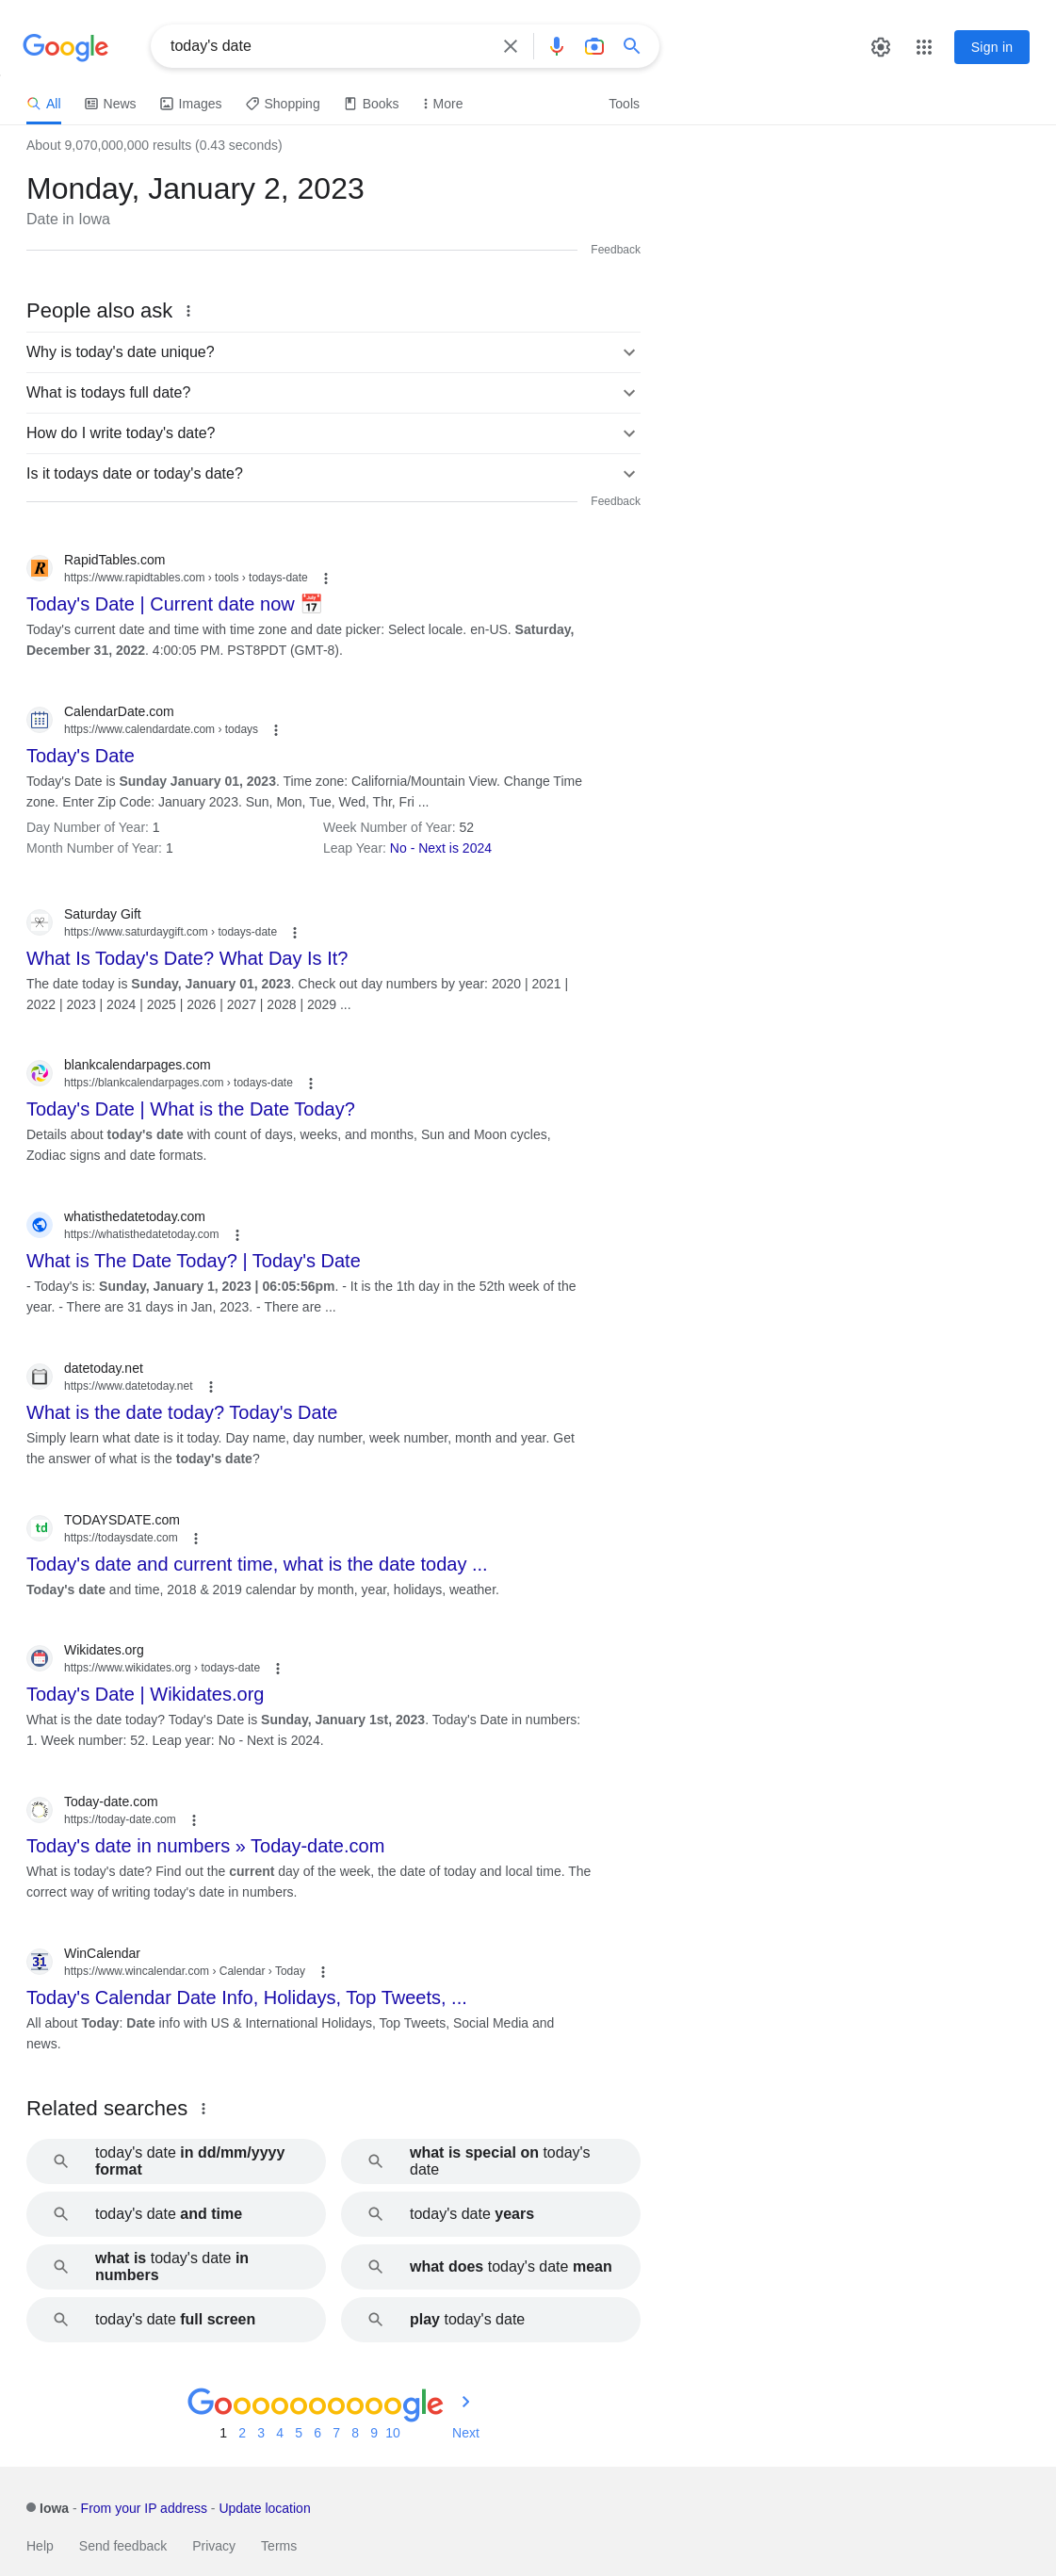 Google
today's date
Sign in
All
News
Images
Shopping
Books
More
Tools
About 9,070,000,000 results (0.43 seconds)
Monday, January 2, 2023
Date in Iowa
Feedback
People also ask
Why is today's date unique?
What is todays full date?
How do I write today's date?
Is it todays date or today's date?
Feedback
RapidTables.com
https://www.rapidtables.com › tools › todays-date
Today's Date | Current date now 📅
Today's current date and time with time zone and date picker: Select locale. en-US. Saturday,
December 31, 2022. 4:00:05 PM. PST8PDT (GMT-8).
CalendarDate.com
https://www.calendardate.com › todays
Today's Date
Today's Date is Sunday January 01, 2023. Time zone: California/Mountain View. Change Time
zone. Enter Zip Code: January 2023. Sun, Mon, Tue, Wed, Thr, Fri ...
Day Number of Year: 1
Week Number of Year: 52
Month Number of Year: 1
Leap Year: No - Next is 2024
Saturday Gift
https://www.saturdaygift.com › todays-date
What Is Today's Date? What Day Is It?
The date today is Sunday, January 01, 2023. Check out day numbers by year: 2020 | 2021 |
2022 | 2023 | 2024 | 2025 | 2026 | 2027 | 2028 | 2029 ...
blankcalendarpages.com
https://blankcalendarpages.com › todays-date
Today's Date | What is the Date Today?
Details about today's date with count of days, weeks, and months, Sun and Moon cycles,
Zodiac signs and date formats.
whatisthedatetoday.com
https://whatisthedatetoday.com
What is The Date Today? | Today's Date
- Today's is: Sunday, January 1, 2023 | 06:05:56pm. - It is the 1th day in the 52th week of the
year. - There are 31 days in Jan, 2023. - There are ...
datetoday.net
https://www.datetoday.net
What is the date today? Today's Date
Simply learn what date is it today. Day name, day number, week number, month and year. Get
the answer of what is the today's date?
td
TODAYSDATE.com
https://todaysdate.com
Today's date and current time, what is the date today ...
Today's date and time, 2018 & 2019 calendar by month, year, holidays, weather.
Wikidates.org
https://www.wikidates.org › todays-date
Today's Date | Wikidates.org
What is the date today? Today's Date is Sunday, January 1st, 2023. Today's Date in numbers:
1. Week number: 52. Leap year: No - Next is 2024.
Today-date.com
https://today-date.com
Today's date in numbers » Today-date.com
What is today's date? Find out the current day of the week, the date of today and local time. The
correct way of writing today's date in numbers.
31
WinCalendar
https://www.wincalendar.com › Calendar › Today
Today's Calendar Date Info, Holidays, Top Tweets, ...
All about Today: Date info with US & International Holidays, Top Tweets, Social Media and
news.
Related searches
today's date in dd/mm/yyyy
format
what is special on today's
date
today's date and time
today's date years
what is today's date in
numbers
what does today's date mean
today's date full screen
play today's date
Goooooooooogle
1 2 3 4 5 6 7 8 9 10 Next
Iowa - From your IP address - Update location
Help Send feedback Privacy Terms